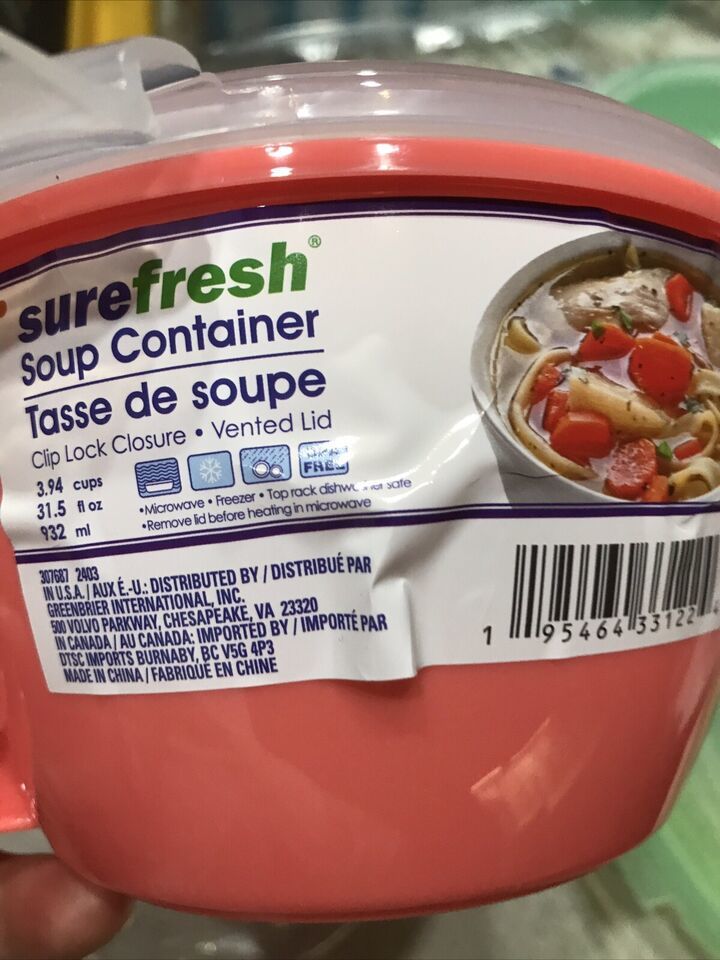 surefresh®
Soup Container
Tasse de soupe
Clip Lock Closure • Vented Lid
3.94 cups
31.5 fl oz
932 ml
FREE
•Microwave • Freezer • Top rack dishwasher safe
•Remove lid before heating in microwave
307687 2403
IN U.S.A. / AUX É.-U.: DISTRIBUTED BY / DISTRIBUÉ PAR
GREENBRIER INTERNATIONAL, INC.
500 VOLVO PARKWAY, CHESAPEAKE, VA 23320
IN CANADA / AU CANADA: IMPORTED BY / IMPORTÉ PAR
DTSC IMPORTS BURNABY, BC V5G 4P3
MADE IN CHINA / FABRIQUÉ EN CHINE
1 95464 33122